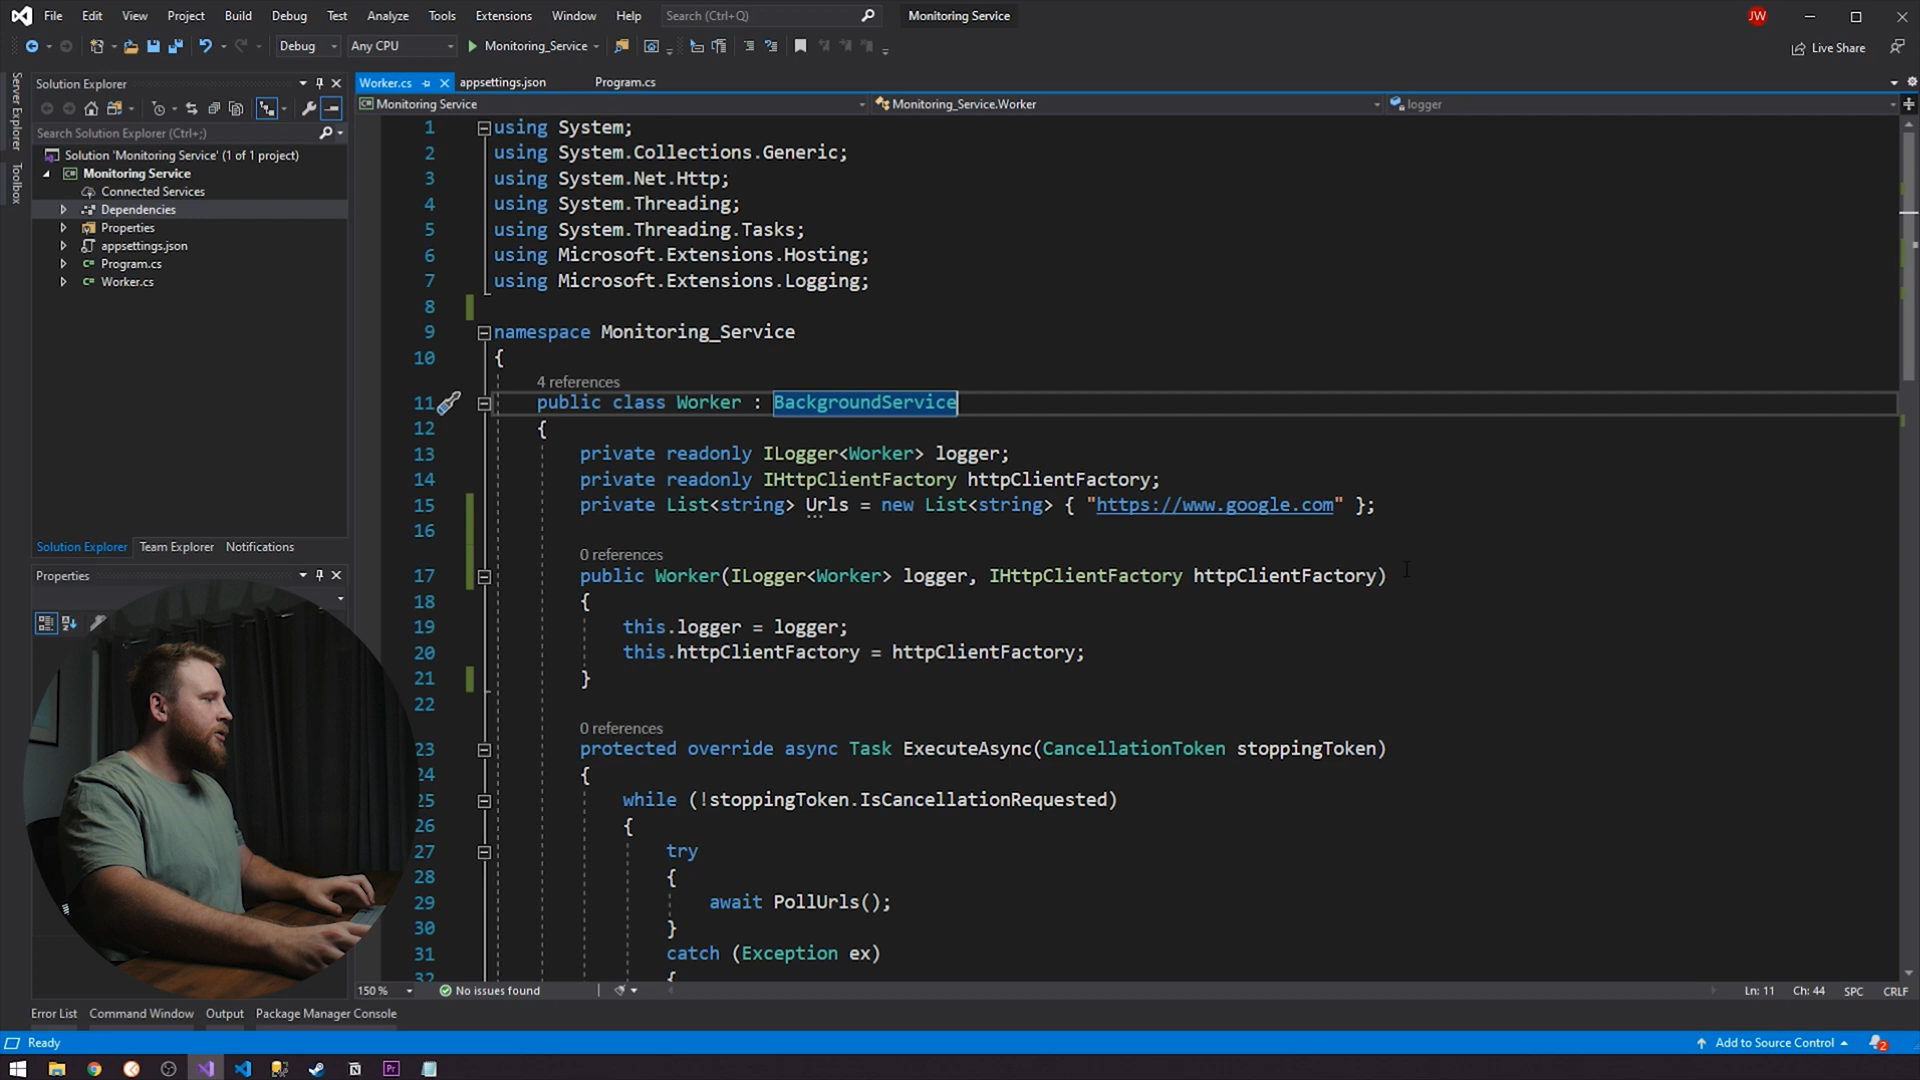 File Edit View Project Build Debug Test Analyze Tools Extensions Window Help Search (Ctrl+Q) Monitoring Service JW
Debug Any CPU Monitoring_Service Live Share
Server Explorer
Toolbox
Solution Explorer
Search Solution Explorer (Ctrl+;)
Solution 'Monitoring Service' (1 of 1 project)
Monitoring Service
Connected Services
Dependencies
Properties
appsettings.json
Program.cs
Worker.cs
Solution Explorer Team Explorer Notifications
Properties
Worker.cs appsettings.json Program.cs
Monitoring Service Monitoring_Service.Worker logger
1 using System;
2 using System.Collections.Generic;
3 using System.Net.Http;
4 using System.Threading;
5 using System.Threading.Tasks;
6 using Microsoft.Extensions.Hosting;
7 using Microsoft.Extensions.Logging;
8
9 namespace Monitoring_Service
10 {
4 references
11 public class Worker : BackgroundService
12 {
13 private readonly ILogger<Worker> logger;
14 private readonly IHttpClientFactory httpClientFactory;
15 private List<string> Urls = new List<string> { "https://www.google.com" };
16
0 references
17 public Worker(ILogger<Worker> logger, IHttpClientFactory httpClientFactory)
18 {
19 this.logger = logger;
20 this.httpClientFactory = httpClientFactory;
21 }
22
0 references
23 protected override async Task ExecuteAsync(CancellationToken stoppingToken)
24 {
25 while (!stoppingToken.IsCancellationRequested)
26 {
27 try
28 {
29 await PollUrls();
30 }
31 catch (Exception ex)
32 {
150 % No issues found Ln: 11 Ch: 44 SPC CRLF
Error List Command Window Output Package Manager Console
Ready Add to Source Control 2